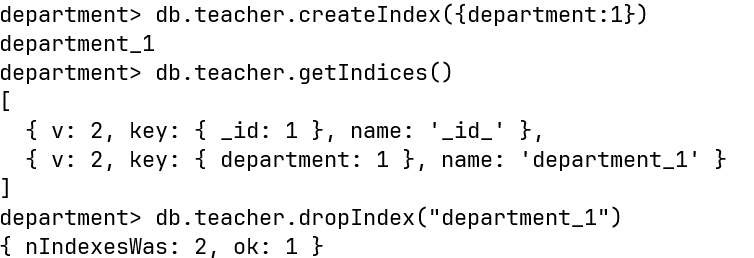 department> db.teacher.createIndex({department:1})
department_1
department> db.teacher.getIndices()
[
  { v: 2, key: { _id: 1 }, name: '_id_' },
  { v: 2, key: { department: 1 }, name: 'department_1' }
]
department> db.teacher.dropIndex("department_1")
{ nIndexesWas: 2, ok: 1 }